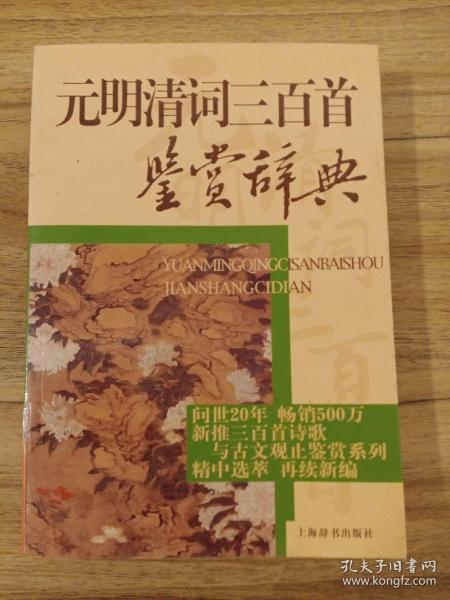 元明清词三百首
鉴赏辞典
YUANMINGQINGCISANBAISHOU
JIANSHANGCIDIAN
问世20年 畅销500万
新推三百首诗歌
与古文观止鉴赏系列
精中选萃 再续新编
上海辞书出版社
孔夫子旧书网
www.kongfz.com